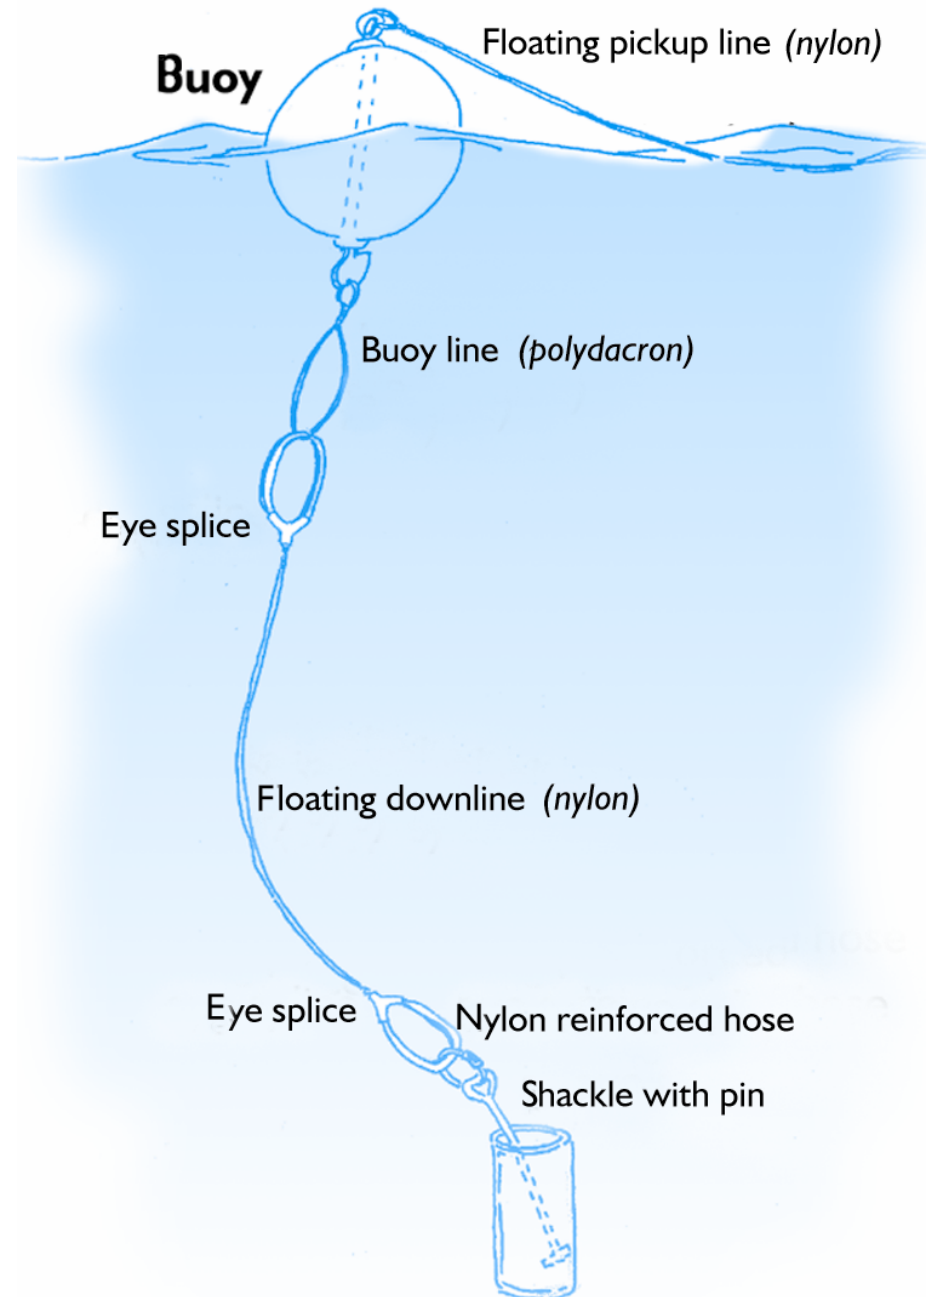 Floating pickup line (nylon)
Buoy
Buoy line (polydacron)
Eye splice
Floating downline (nylon)
Eye splice
Nylon reinforced hose
Shackle with pin